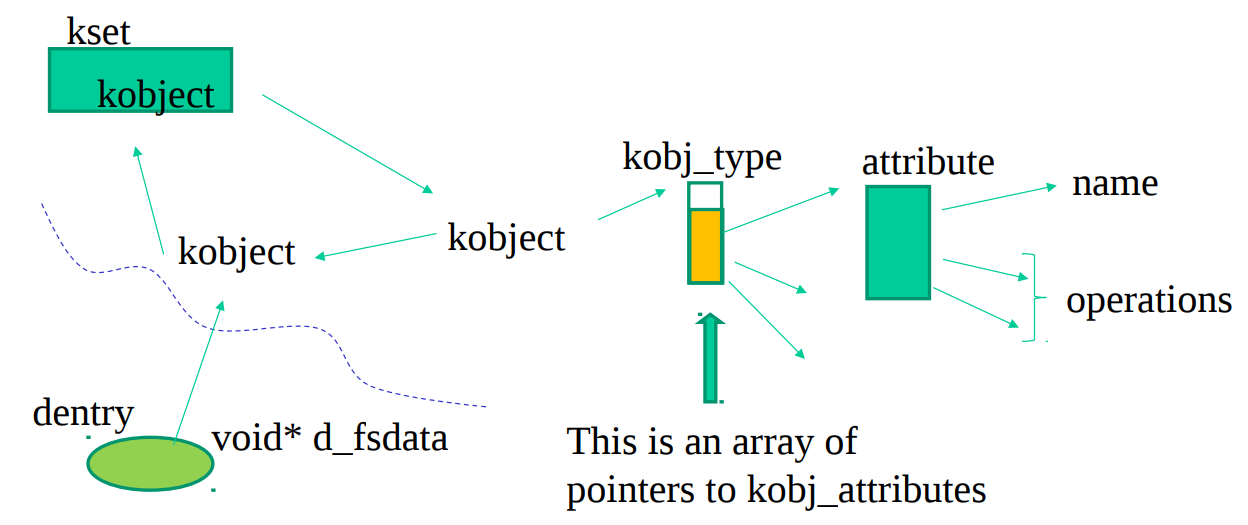 kset
kobject
kobj_type
attribute
name
kobject
kobject
operations
dentry
void* d_fsdata
This is an array of
pointers to kobj_attributes